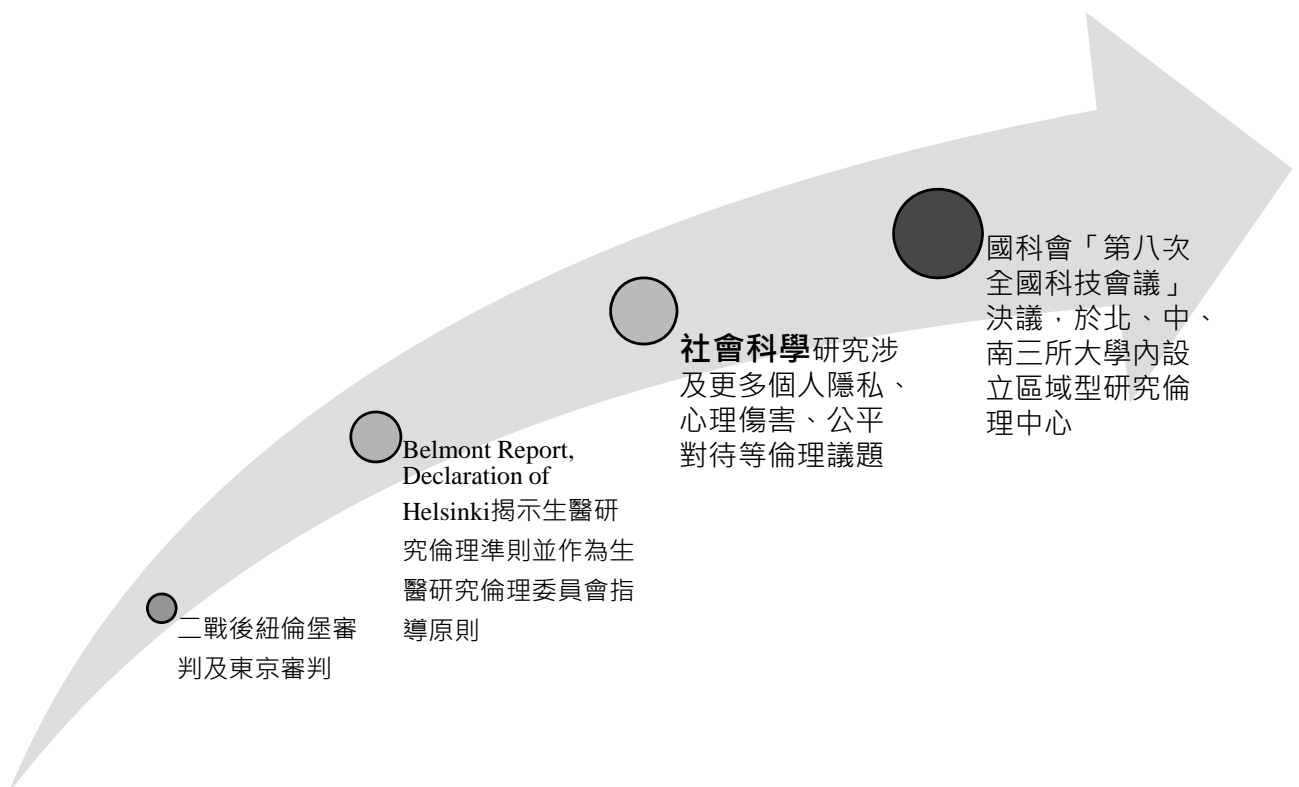 二戰後紐倫堡審
判及東京審判
Belmont Report,
Declaration of
Helsinki揭示生醫研
究倫理準則並作為生
醫研究倫理委員會指
導原則
社會科學研究涉
及更多個人隱私、
心理傷害、公平
對待等倫理議題
國科會「第八次
全國科技會議」
決議，於北、中、
南三所大學內設
立區域型研究倫
理中心